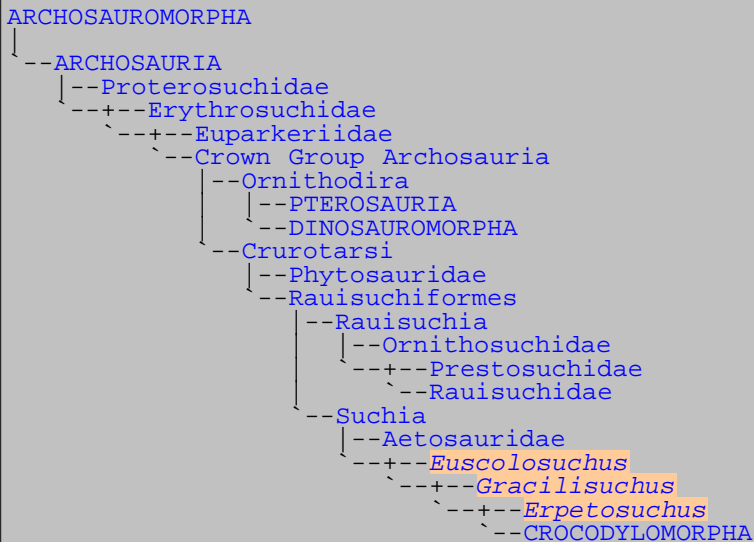 ARCHOSAUROMORPHA
|
`--ARCHOSAURIA
|--Proterosuchidae
`--+--Erythrosuchidae
`--+--Euparkeriidae
`--Crown Group Archosauria
|--Ornithodira
| |--PTEROSAURIA
| `--DINOSAUROMORPHA
`--Crurotarsi
|--Phytosauridae
`--Rauisuchiformes
|--Rauisuchia
| |--Ornithosuchidae
| `--+--Prestosuchidae
| `--Rauisuchidae
`--Suchia
|--Aetosauridae
`--+--Euscolosuchus
`--+--Gracilisuchus
`--+--Erpetosuchus
`--CROCODYLOMORPHA